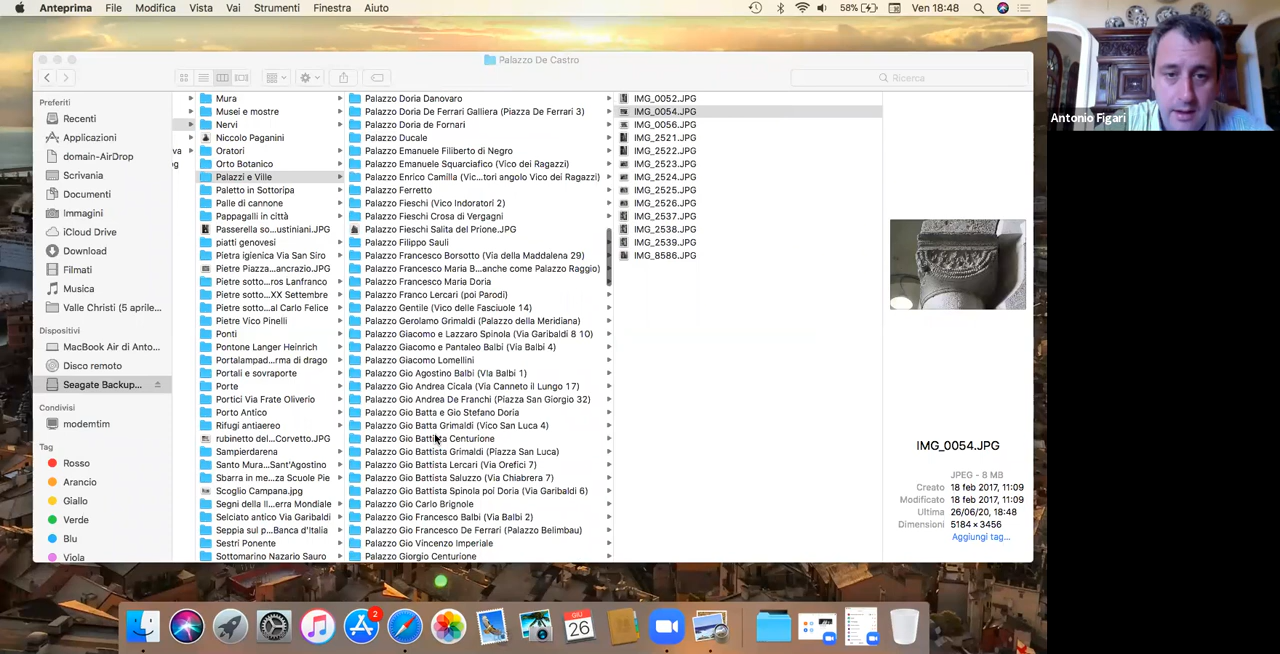 Anteprima File Modifica Vista Vai Strumenti Finestra Aiuto 58% Ven 18:48
Palazzo De Castro
Ricerca
Preferiti
Recenti
Applicazioni
domain-AirDrop
Scrivania
Documenti
Immagini
iCloud Drive
Download
Filmati
Musica
Valle Christi (5 aprile...
Dispositivi
MacBook Air di Anto...
Disco remoto
Seagate Backup...
Condivisi
modemtim
Tag
Rosso
Arancio
Giallo
Verde
Blu
Viola
va
pg
Mura
Musei e mostre
Nervi
Niccolo Paganini
Oratori
Orto Botanico
Palazzi e Ville
Paletto in Sottoripa
Palle di cannone
Pappagalli in città
Passerella so...ustiniani.JPG
piatti genovesi
Pietra igienica Via San Siro
Pietre Piazza...ancrazio.JPG
Pietre sotto...ros Lanfranco
Pietre sotto...XX Settembre
Pietre sotto...al Carlo Felice
Pietre Vico Pinelli
Ponti
Pontone Langer Heinrich
Portalampad...rma di drago
Portali e sovraporte
Porte
Portici Via Frate Oliverio
Porto Antico
Rifugi antiaereo
rubinetto del...Corvetto.JPG
Sampierdarena
Santo Mura...Sant'Agostino
Sbarra in me...za Scuole Pie
Scoglio Campana.jpg
Segni della II...erra Mondiale
Selciato antico Via Garibaldi
Seppia sul p...Banca d'Italia
Sestri Ponente
Sottomarino Nazario Sauro
Palazzo Doria Danovaro
Palazzo Doria De Ferrari Galliera (Piazza De Ferrari 3)
Palazzo Doria de Fornari
Palazzo Ducale
Palazzo Emanuele Filiberto di Negro
Palazzo Emanuele Squarciafico (Vico dei Ragazzi)
Palazzo Enrico Camilla (Vic...tori angolo Vico dei Ragazzi)
Palazzo Ferretto
Palazzo Fieschi (Vico Indoratori 2)
Palazzo Fieschi Crosa di Vergagni
Palazzo Fieschi Salita del Prione.JPG
Palazzo Filippo Sauli
Palazzo Francesco Borsotto (Via della Maddalena 29)
Palazzo Francesco Maria B...anche come Palazzo Raggio)
Palazzo Francesco Maria Doria
Palazzo Franco Lercari (poi Parodi)
Palazzo Gentile (Vico delle Fasciuole 14)
Palazzo Gerolamo Grimaldi (Palazzo della Meridiana)
Palazzo Giacomo e Lazzaro Spinola (Via Garibaldi 8 10)
Palazzo Giacomo e Pantaleo Balbi (Via Balbi 4)
Palazzo Giacomo Lomellini
Palazzo Gio Agostino Balbi (VIa Balbi 1)
Palazzo Gio Andrea Cicala (Via Canneto il Lungo 17)
Palazzo Gio Andrea De Franchi (Piazza San Giorgio 32)
Palazzo Gio Batta e Gio Stefano Doria
Palazzo Gio Batta Grimaldi (Vico San Luca 4)
Palazzo Gio Battista Centurione
Palazzo Gio Battista Grimaldi (Piazza San Luca)
Palazzo Gio Battista Lercari (Via Orefici 7)
Palazzo Gio Battista Saluzzo (Via Chiabrera 7)
Palazzo Gio Battista Spinola poi Doria (Via Garibaldi 6)
Palazzo Gio Carlo Brignole
Palazzo Gio Francesco Balbi (Via Balbi 2)
Palazzo Gio Francesco De Ferrari (Palazzo Belimbau)
Palazzo Gio Vincenzo Imperiale
Palazzo Giorgio Centurione
IMG_0052.JPG
IMG_0054.JPG
IMG_0056.JPG
IMG_2521.JPG
IMG_2522.JPG
IMG_2523.JPG
IMG_2524.JPG
IMG_2525.JPG
IMG_2526.JPG
IMG_2537.JPG
IMG_2538.JPG
IMG_2539.JPG
IMG_8586.JPG
IMG_0054.JPG
JPEG - 8 MB
Creato 18 feb 2017, 11:09
Modificato 18 feb 2017, 11:09
Ultima 26/06/20, 18:48
Dimensioni 5184 × 3456
Aggiungi tag...
Antonio Figari
2
GIU
26